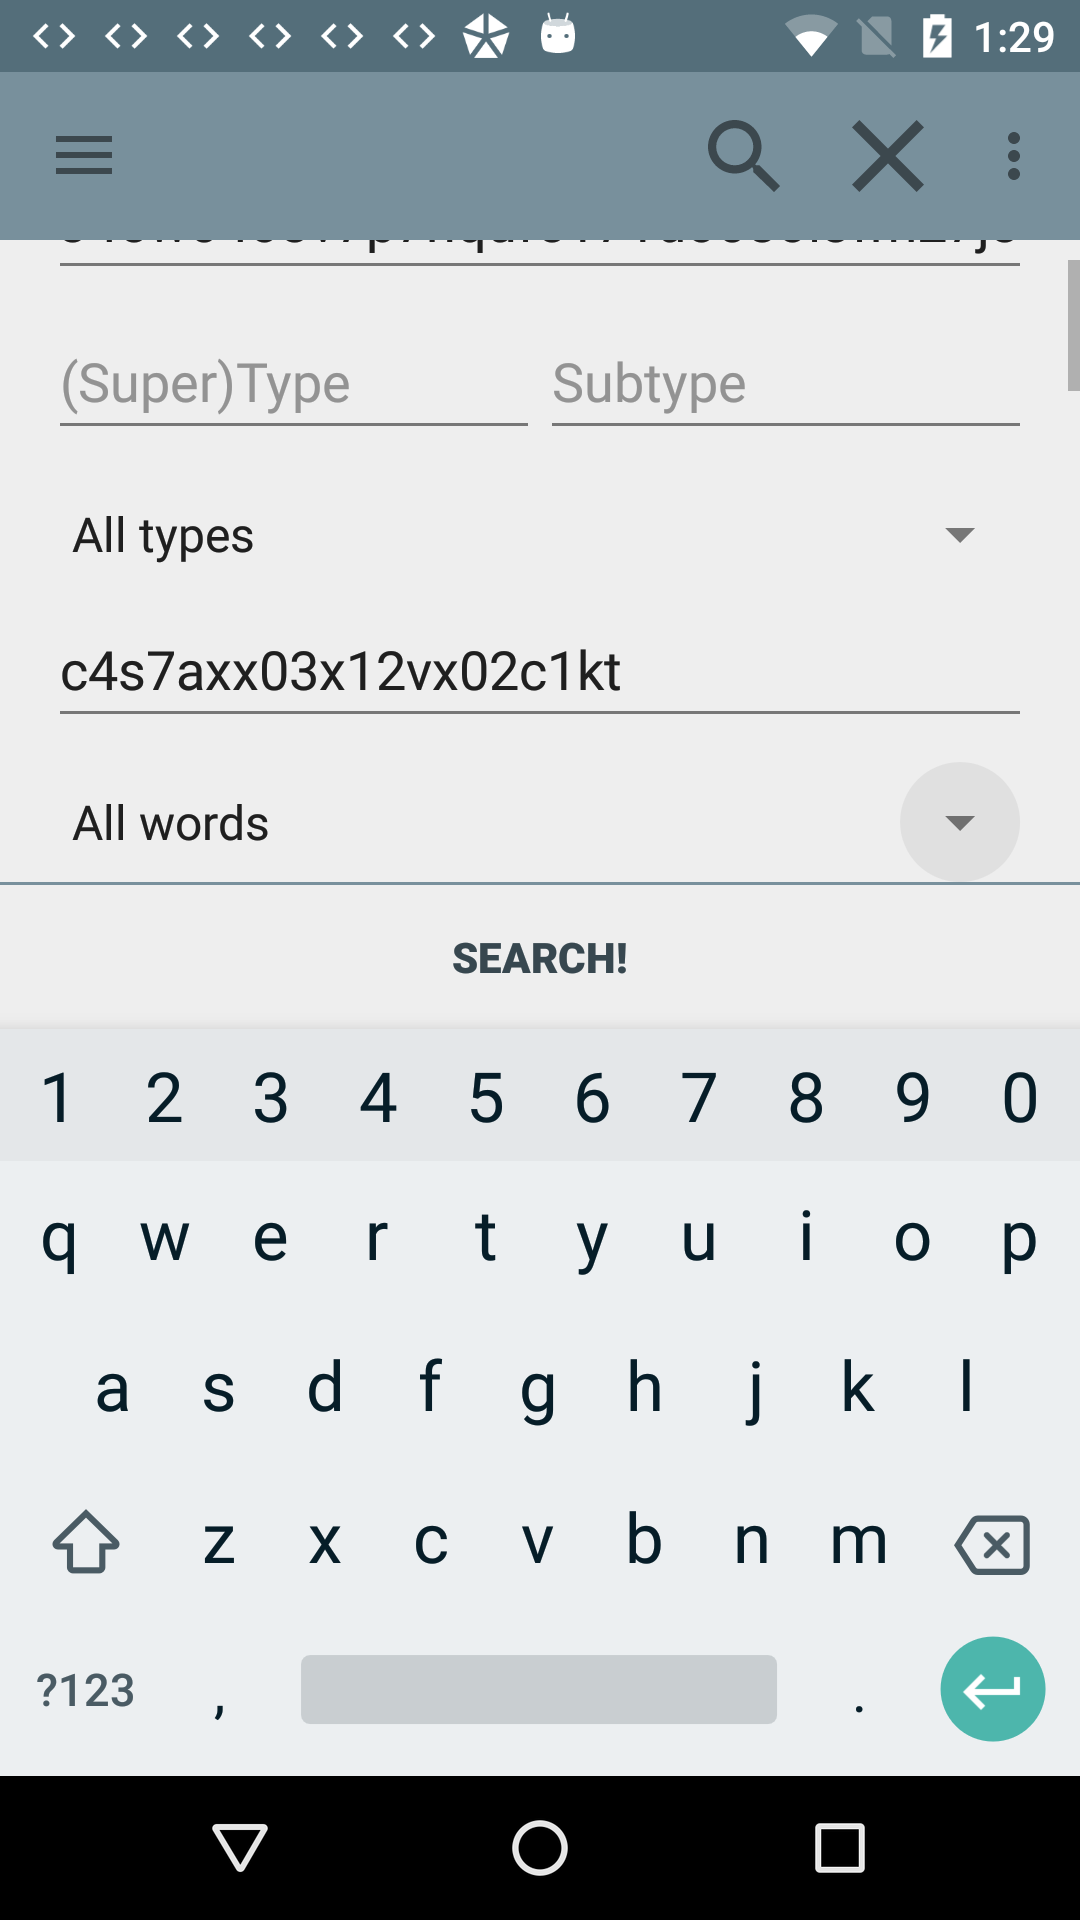 1:29
(Super)Type Subtype
All types
c4s7axx03x12vx02c1kt
All words
SEARCH!
1 2 3 4 5 6 7 8 9 0
q w e r t y u i o p
a s d f g h j k l
z x c v b n m
?123 , .